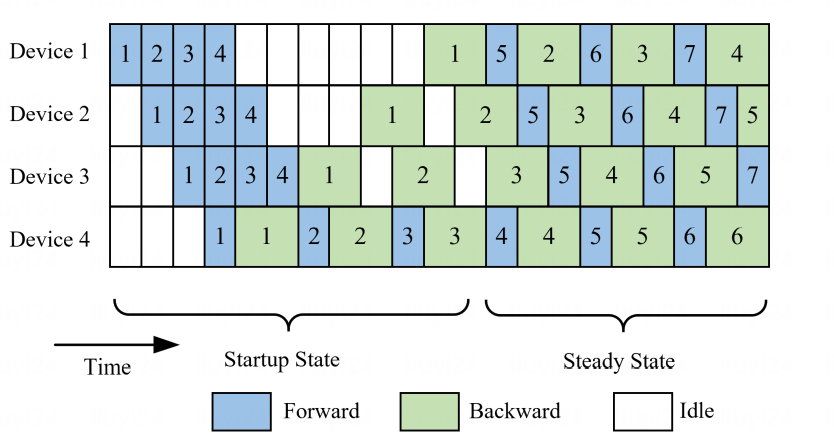 Device 1 1 2 3 4 1 5 2 6 3 7 4
Device 2 1 2 3 4 1 2 5 3 6 4 7 5
Device 3 1 2 3 4 1 2 3 5 4 6 5 7
Device 4 1 1 2 2 3 3 4 4 5 5 6 6
Startup State
Steady State
Time
Forward
Backward
Idle